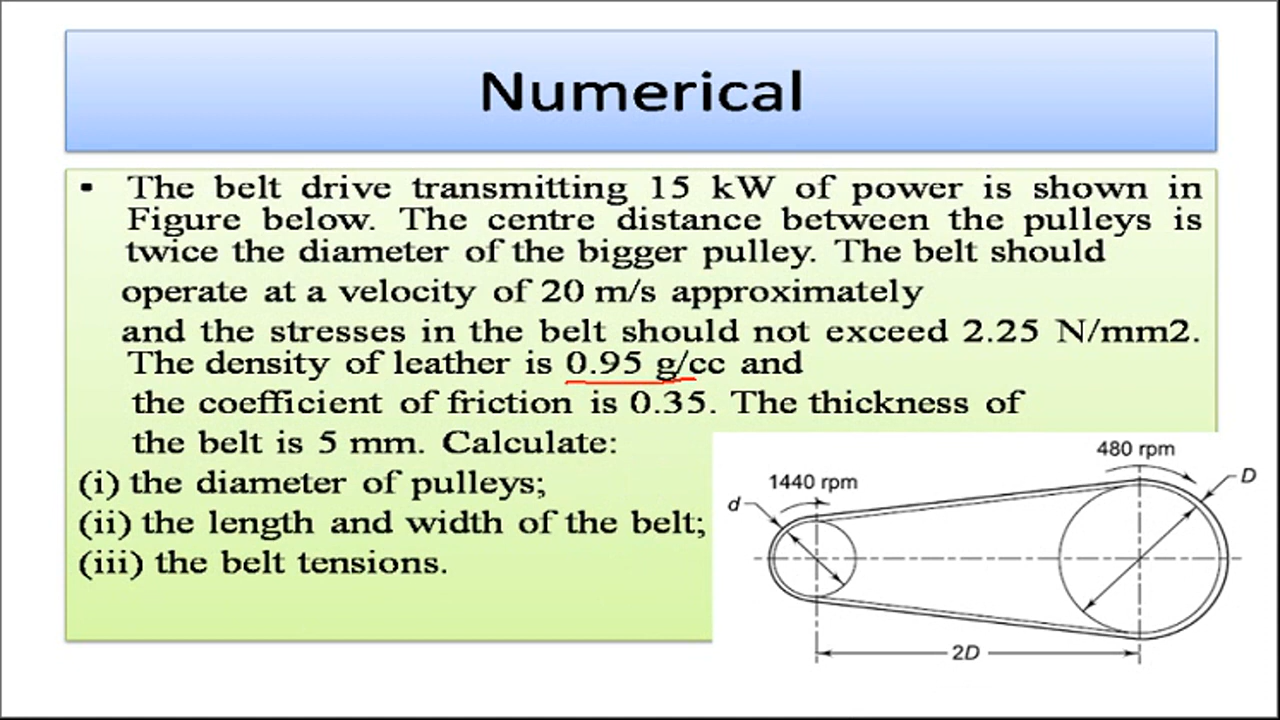 Numerical
▪ The belt drive transmitting 15 kW of power is shown in
Figure below. The centre distance between the pulleys is
twice the diameter of the bigger pulley. The belt should
operate at a velocity of 20 m/s approximately
and the stresses in the belt should not exceed 2.25 N/mm2.
The density of leather is 0.95 g/cc and
the coefficient of friction is 0.35. The thickness of
the belt is 5 mm. Calculate:
(i) the diameter of pulleys;
(ii) the length and width of the belt;
(iii) the belt tensions.
480 rpm
1440 rpm
d
D
2D